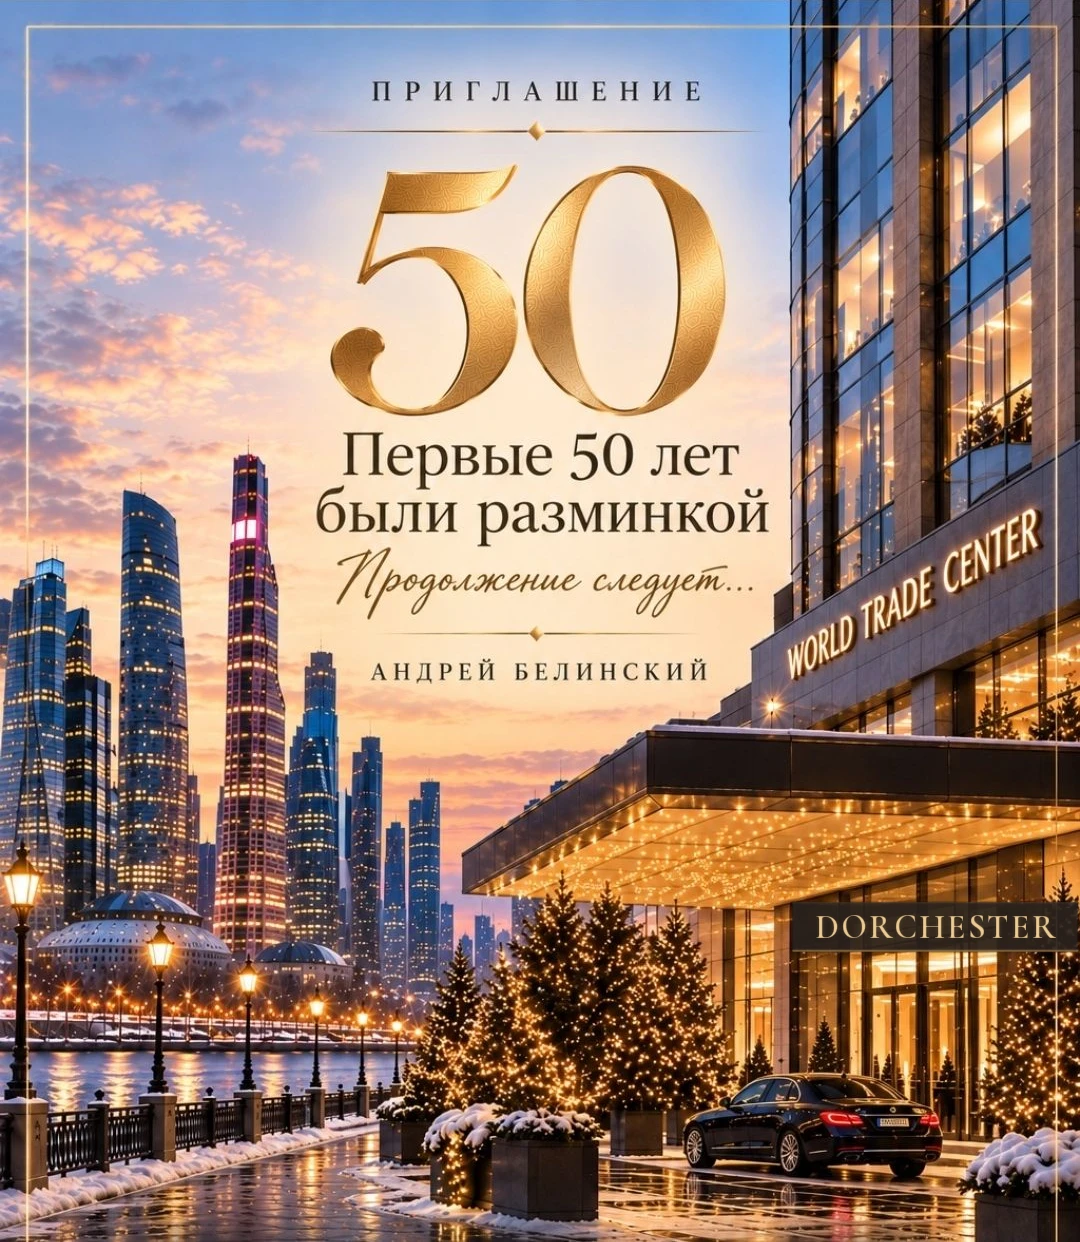 ПРИГЛАШЕНИЕ
50
Первые 50 лет
были разминкой
Продолжение следует...
АНДРЕЙ БЕЛИНСКИЙ
WORLD TRADE CENTER
DORCHESTER